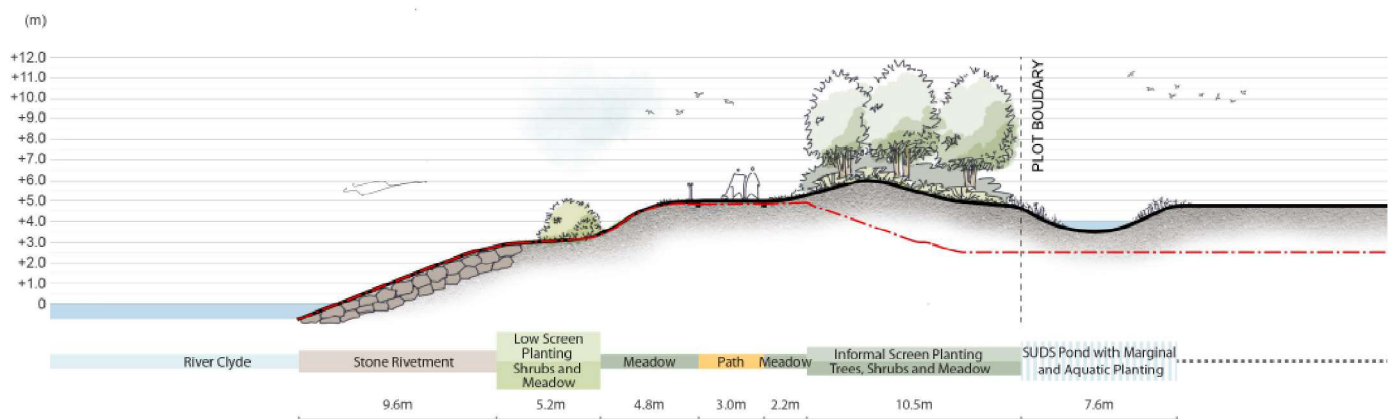 (m)
+12.0
+11.0
+10.0
+9.0
+8.0
+7.0
+6.0
+5.0
+4.0
+3.0
+2.0
+1.0
0
PLOT BOUDARY
River Clyde
Stone Rivetment
Low Screen
Planting
Shrubs and
Meadow
Meadow
Path
Meadow
Informal Screen Planting
Trees, Shrubs and Meadow
SUDS Pond with Marginal
and Aquatic Planting
9.6m
5.2m
4.8m
3.0m
2.2m
10.5m
7.6m